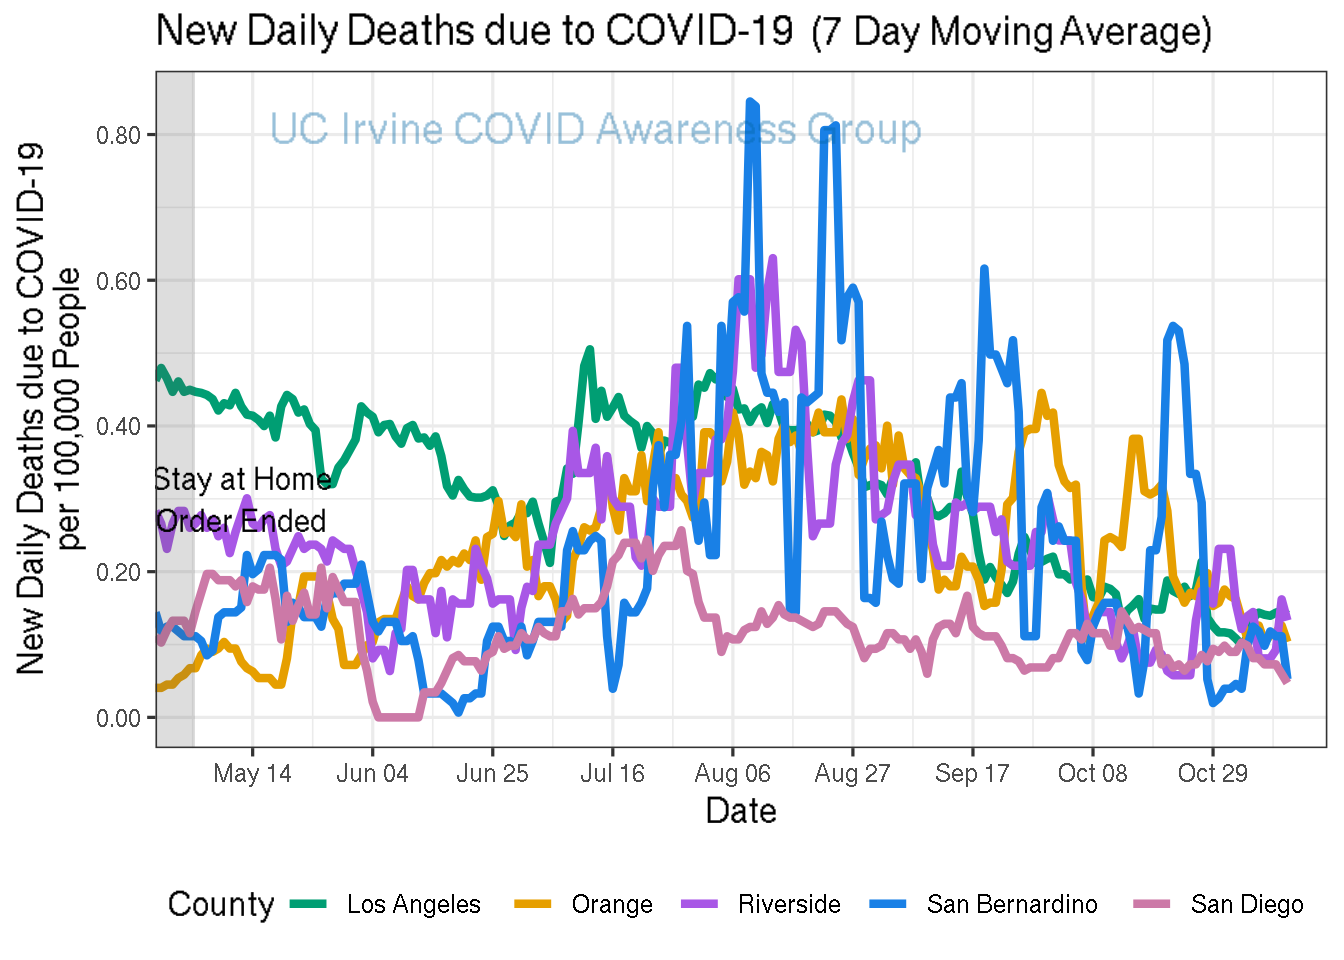 New Daily Deaths due to COVID-19 (7 Day Moving Average)
UC Irvine COVID Awareness Group
New Daily Deaths due to COVID-19
per 100,000 People
0.80
0.60
0.40
0.20
0.00
Stay at Home
Order Ended
May 14
Jun 04
Jun 25
Jul 16
Aug 06
Aug 27
Sep 17
Oct 08
Oct 29
Date
County
Los Angeles
Orange
Riverside
San Bernardino
San Diego